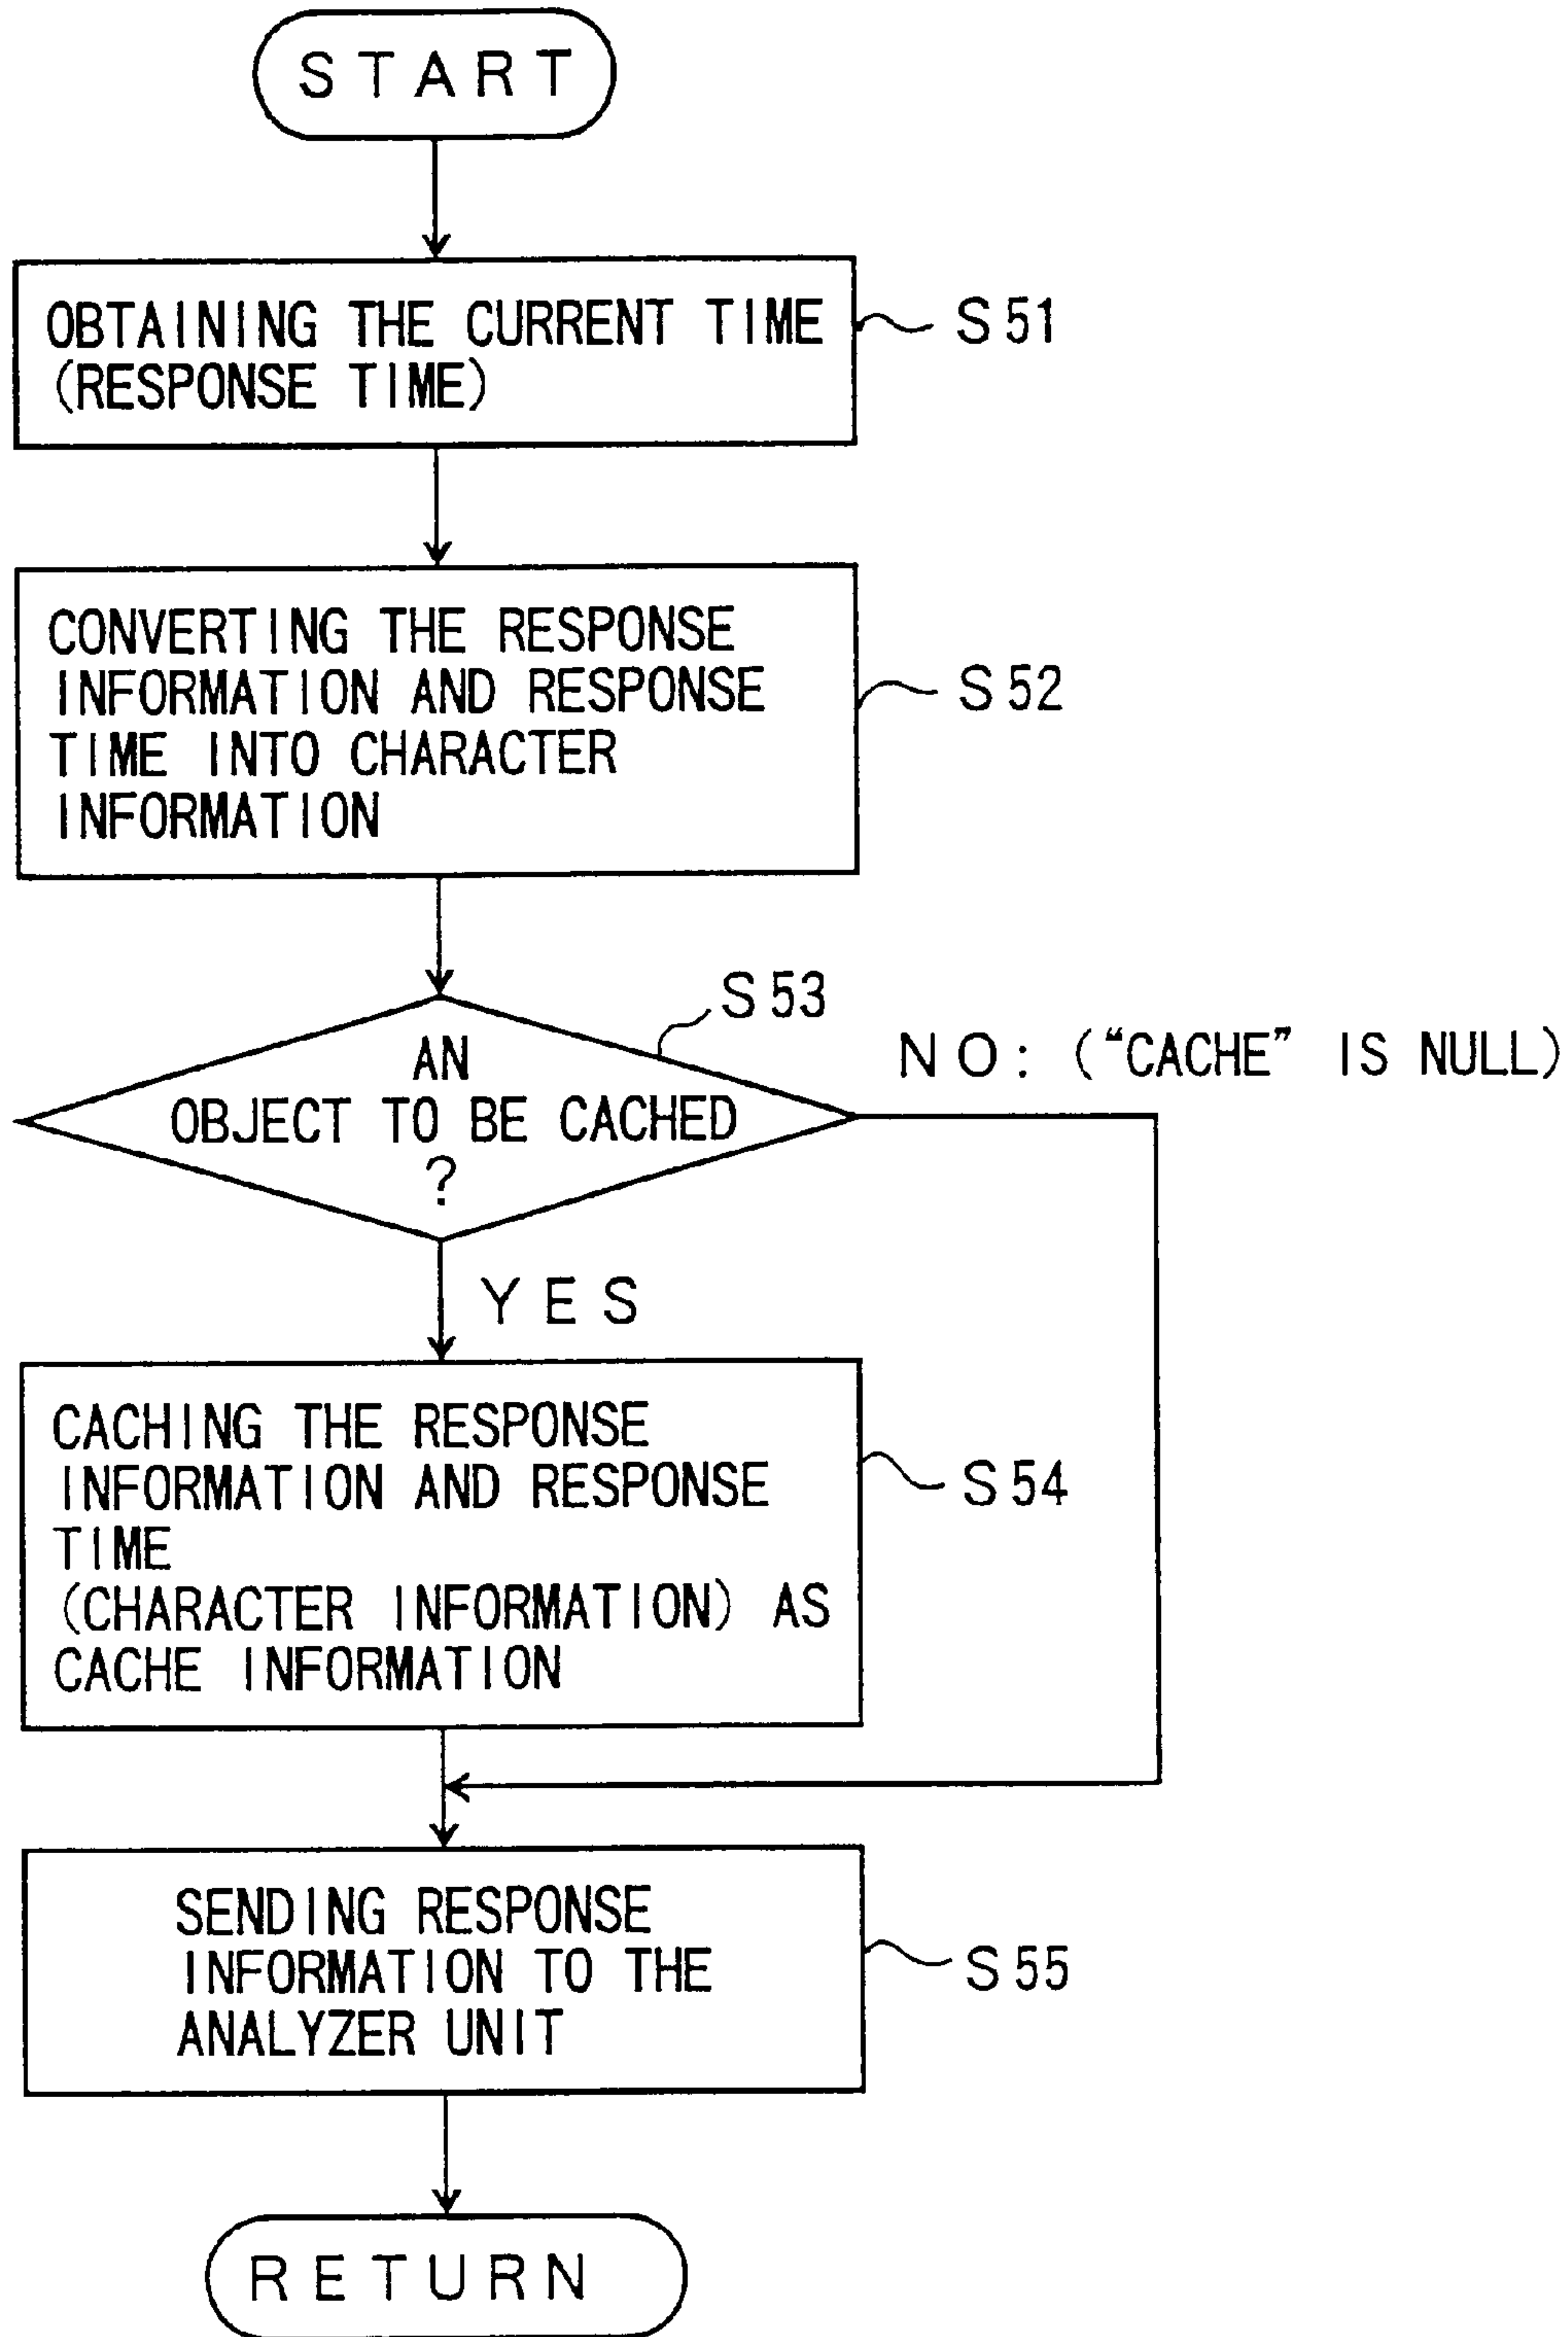 START
OBTAINING THE CURRENT TIME
(RESPONSE TIME)
S51
CONVERTING THE RESPONSE
INFORMATION AND RESPONSE
TIME INTO CHARACTER
INFORMATION
S52
S53
AN
OBJECT TO BE CACHED
?
NO: ("CACHE" IS NULL)
YES
CACHING THE RESPONSE
INFORMATION AND RESPONSE
TIME
(CHARACTER INFORMATION) AS
CACHE INFORMATION
S54
SENDING RESPONSE
INFORMATION TO THE
ANALYZER UNIT
S55
RETURN